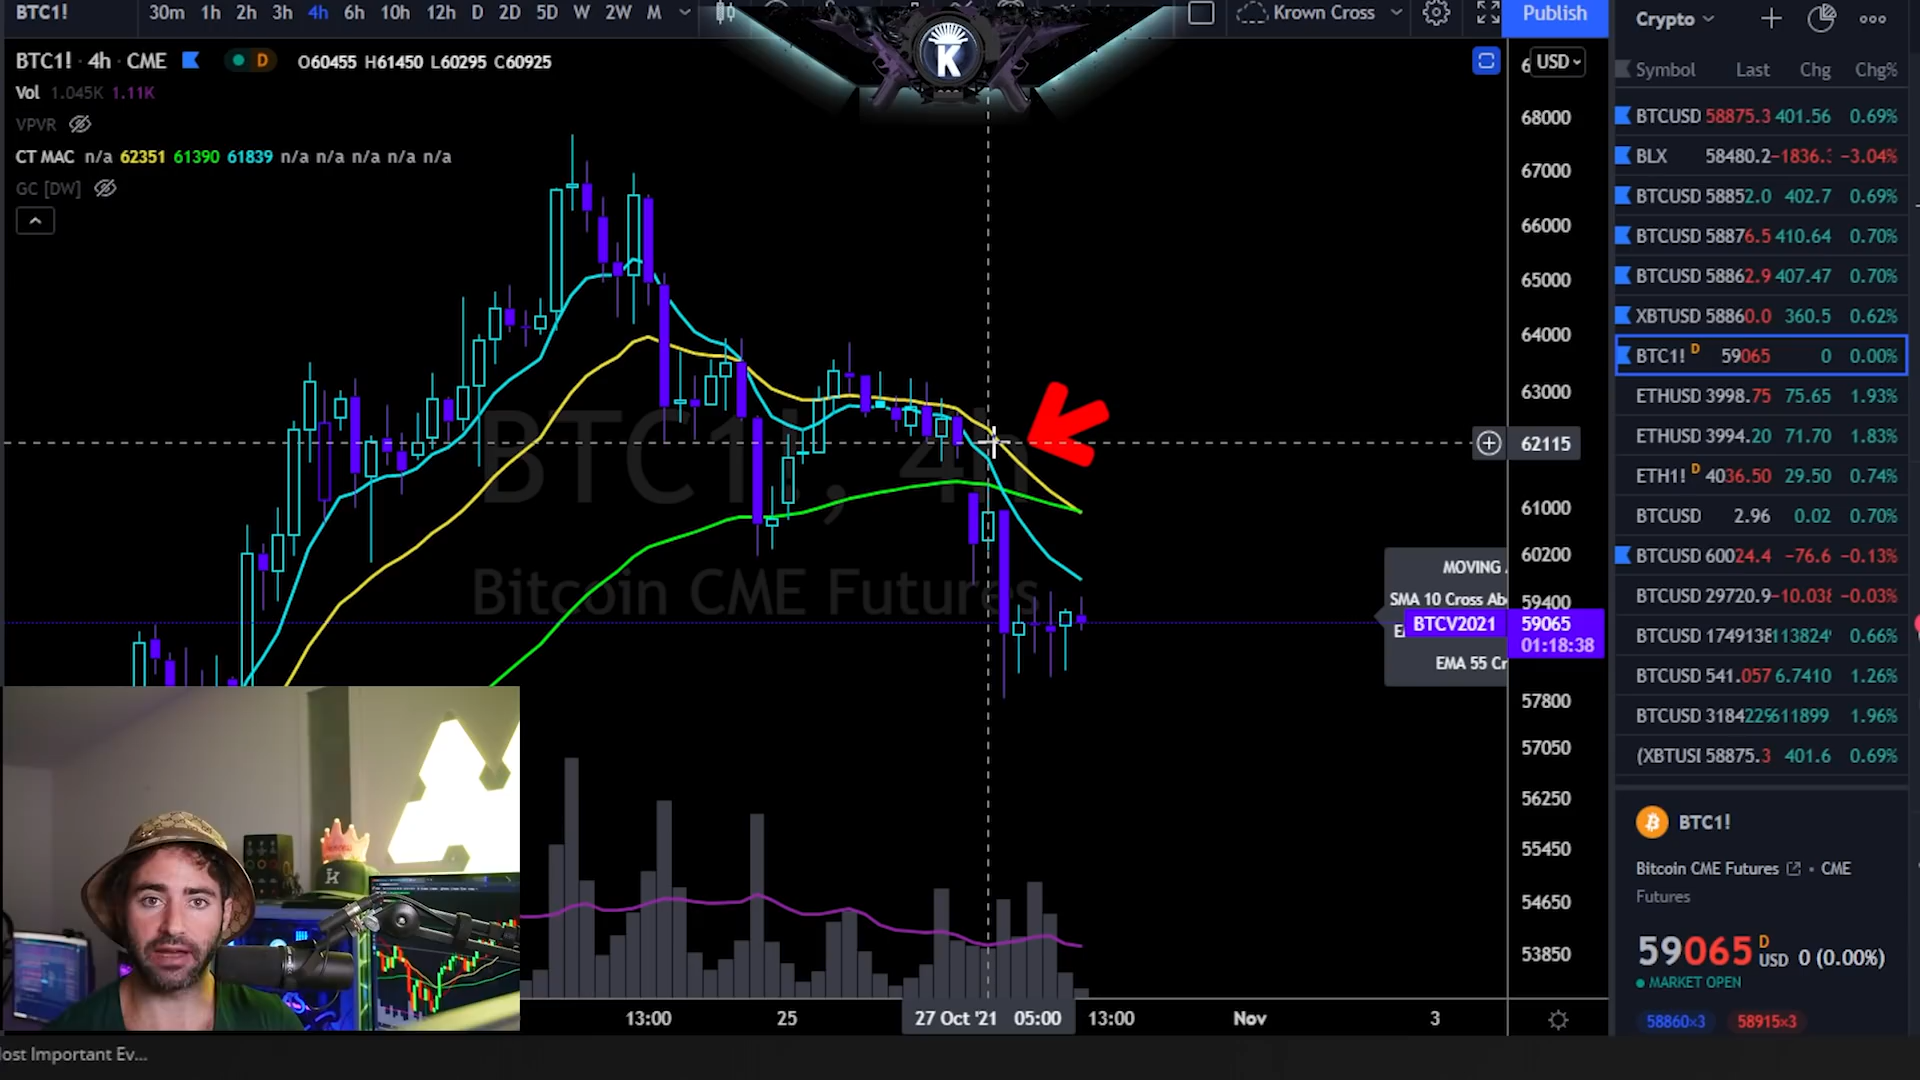 BTC1! 30m 1h 2h 3h 4h 6h 10h 12h D 2D 5D W 2W M Krown Cross Publish
BTC1! · 4h · CME D O60455 H61450 L60295 C60925
Vol 1.045K 1.11K
VPVR
CT MAC n/a 62351 61390 61839 n/a n/a n/a n/a n/a
GC [DW]
K
BTC1!, 4h
Bitcoin CME Futures
USD
68000
67000
66000
65000
64000
63000
62115
61000
60200
59400
BTCV2021 59065
01:18:38
57800
57050
56250
55450
54650
53850
MOVING
SMA 10 Cross Ab
EMA 55 Cr
13:00 25 27 Oct '21 05:00 13:00 Nov 3
Crypto
Symbol Last Chg Chg%
BTCUSD 58875.3 401.56 0.69%
BLX 58480.2 −1836. −3.04%
BTCUSD 58852.0 402.7 0.69%
BTCUSD 58876.5 410.64 0.70%
BTCUSD 58862.9 407.47 0.70%
XBTUSD 58860.0 360.5 0.62%
BTC1! D 59065 0 0.00%
ETHUSD 3998.75 75.65 1.93%
ETHUSD 3994.20 71.70 1.83%
ETH1! D 4036.50 29.50 0.74%
BTCUSD 2.96 0.02 0.70%
BTCUSD 60024.4 −76.6 −0.13%
BTCUSD 29720.9 −10.038 −0.03%
BTCUSD 1749138 113824 0.66%
BTCUSD 541.057 6.7410 1.26%
BTCUSD 3184229 611899 1.96%
(XBTUSI 58875.3 401.6 0.69%
BTC1!
Bitcoin CME Futures · CME
Futures
59065 D USD 0 (0.00%)
MARKET OPEN
58860×3 58915×3
ost Important Ev...